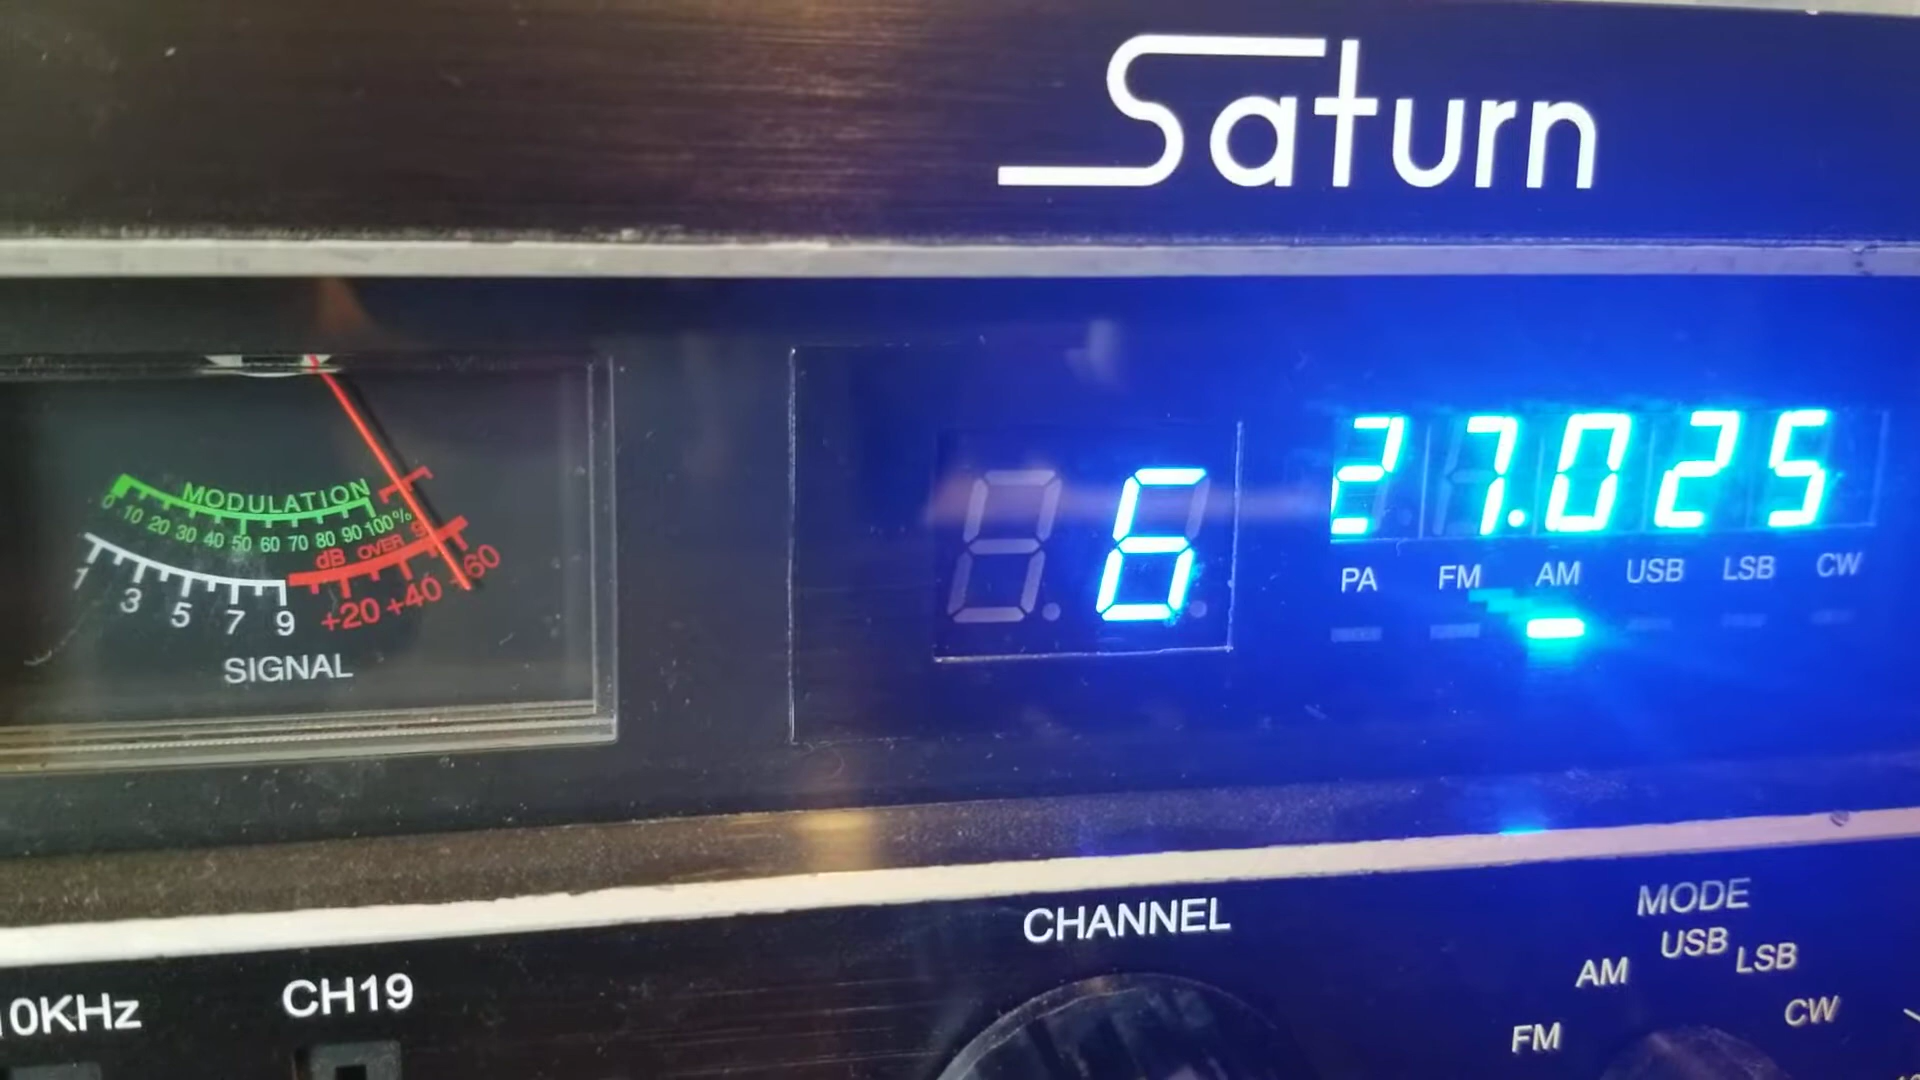 Saturn
MODULATION
0 10 20 30 40 50 60 70 80 90 100%
dB OVER 9
1 3 5 7 9 +20 +40 +60
SIGNAL
6
27.025
PA FM AM USB LSB CW
10KHz
CH19
CHANNEL
MODE
FM AM USB LSB CW